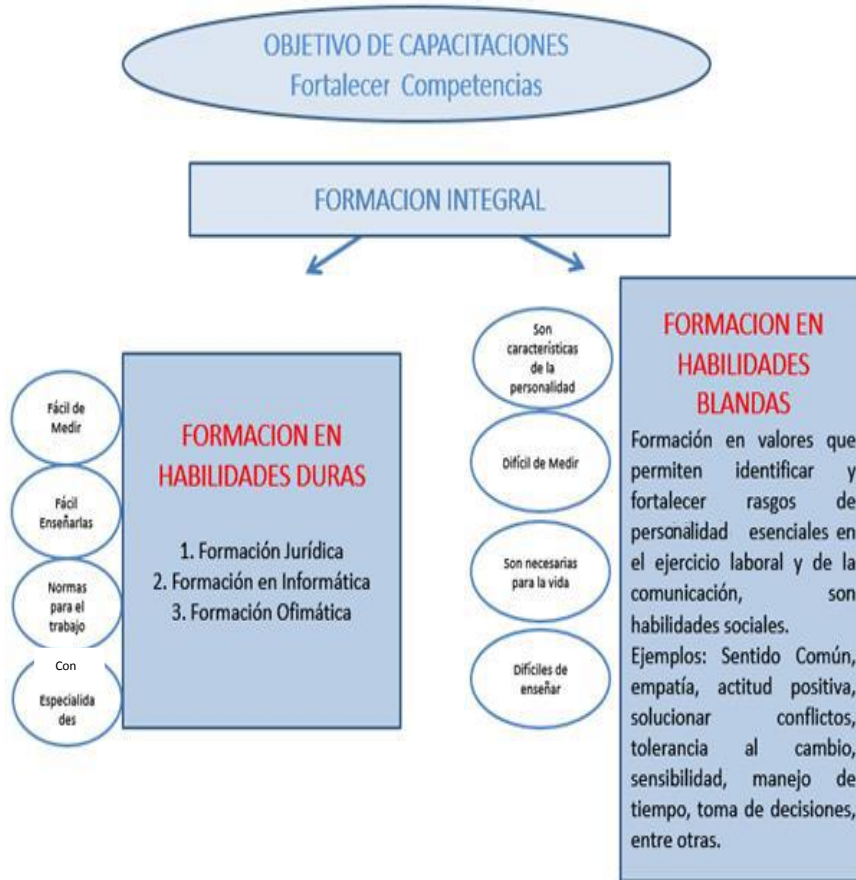 OBJETIVO DE CAPACITACIONES
Fortalecer Competencias
FORMACION INTEGRAL
Fácil de
Medir
Fácil
Enseñarlas
Normas
para el
trabajo
Con
Especialida
des
FORMACION EN
HABILIDADES DURAS
1. Formación Jurídica
2. Formación en Informática
3. Formación Ofimática
Son
características
de la
personalidad
Difícil de Medir
Son necesarias
para la vida
Difíciles de
enseñar
FORMACION EN
HABILIDADES
BLANDAS
Formación en valores que
permiten identificar y
fortalecer rasgos de
personalidad esenciales en
el ejercicio laboral y de la
comunicación, son
habilidades sociales.
Ejemplos: Sentido Común,
empatía, actitud positiva,
solucionar conflictos,
tolerancia al cambio,
sensibilidad, manejo de
tiempo, toma de decisiones,
entre otras.